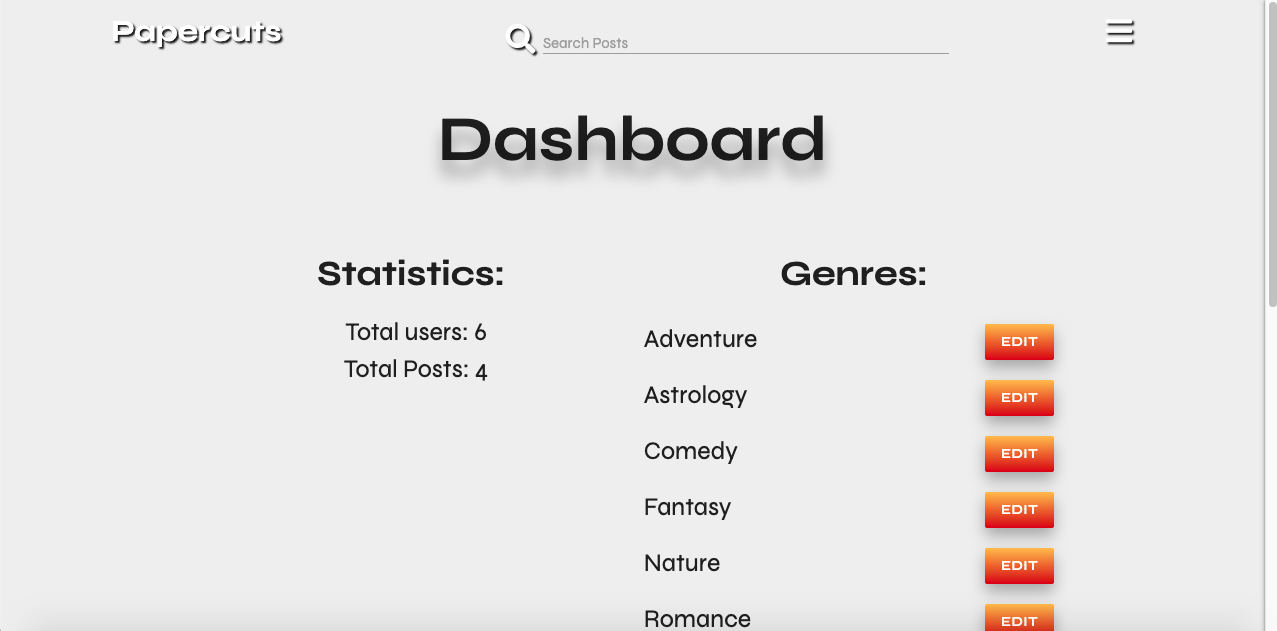 Papercuts
Search Posts
Dashboard
Statistics:
Total users: 6
Total Posts: 4
Genres:
Adventure
EDIT
Astrology
EDIT
Comedy
EDIT
Fantasy
EDIT
Nature
EDIT
Romance
EDIT